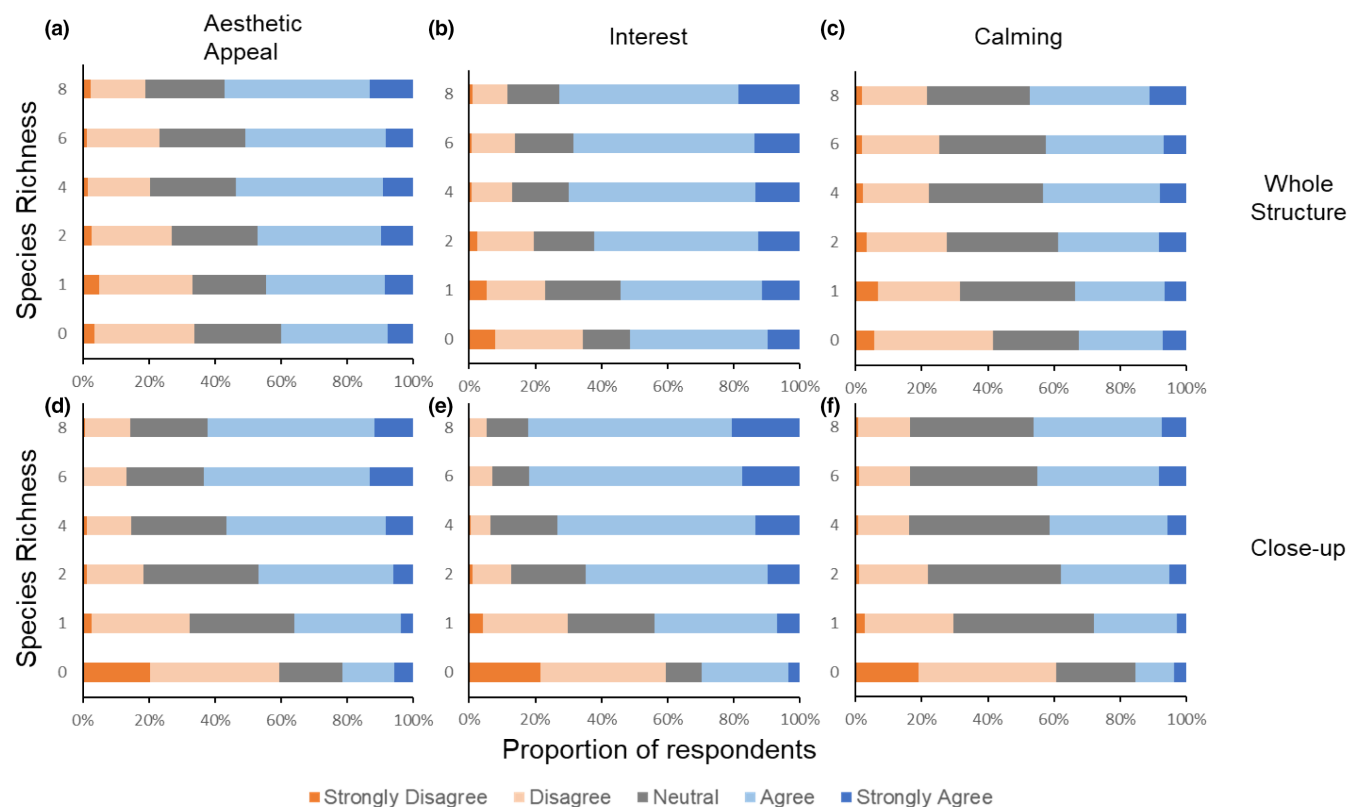 (a)
Aesthetic
Appeal
(b)
Interest
(c)
Calming
Species Richness
8
6
4
2
1
0
0% 20% 40% 60% 80% 100%
8
6
4
2
1
0
0% 20% 40% 60% 80% 100%
8
6
4
2
1
0
0% 20% 40% 60% 80% 100%
Whole
Structure
(d)
(e)
(f)
Species Richness
8
6
4
2
1
0
0% 20% 40% 60% 80% 100%
8
6
4
2
1
0
0% 20% 40% 60% 80% 100%
8
6
4
2
1
0
0% 20% 40% 60% 80% 100%
Close-up
Proportion of respondents
Strongly Disagree Disagree Neutral Agree Strongly Agree